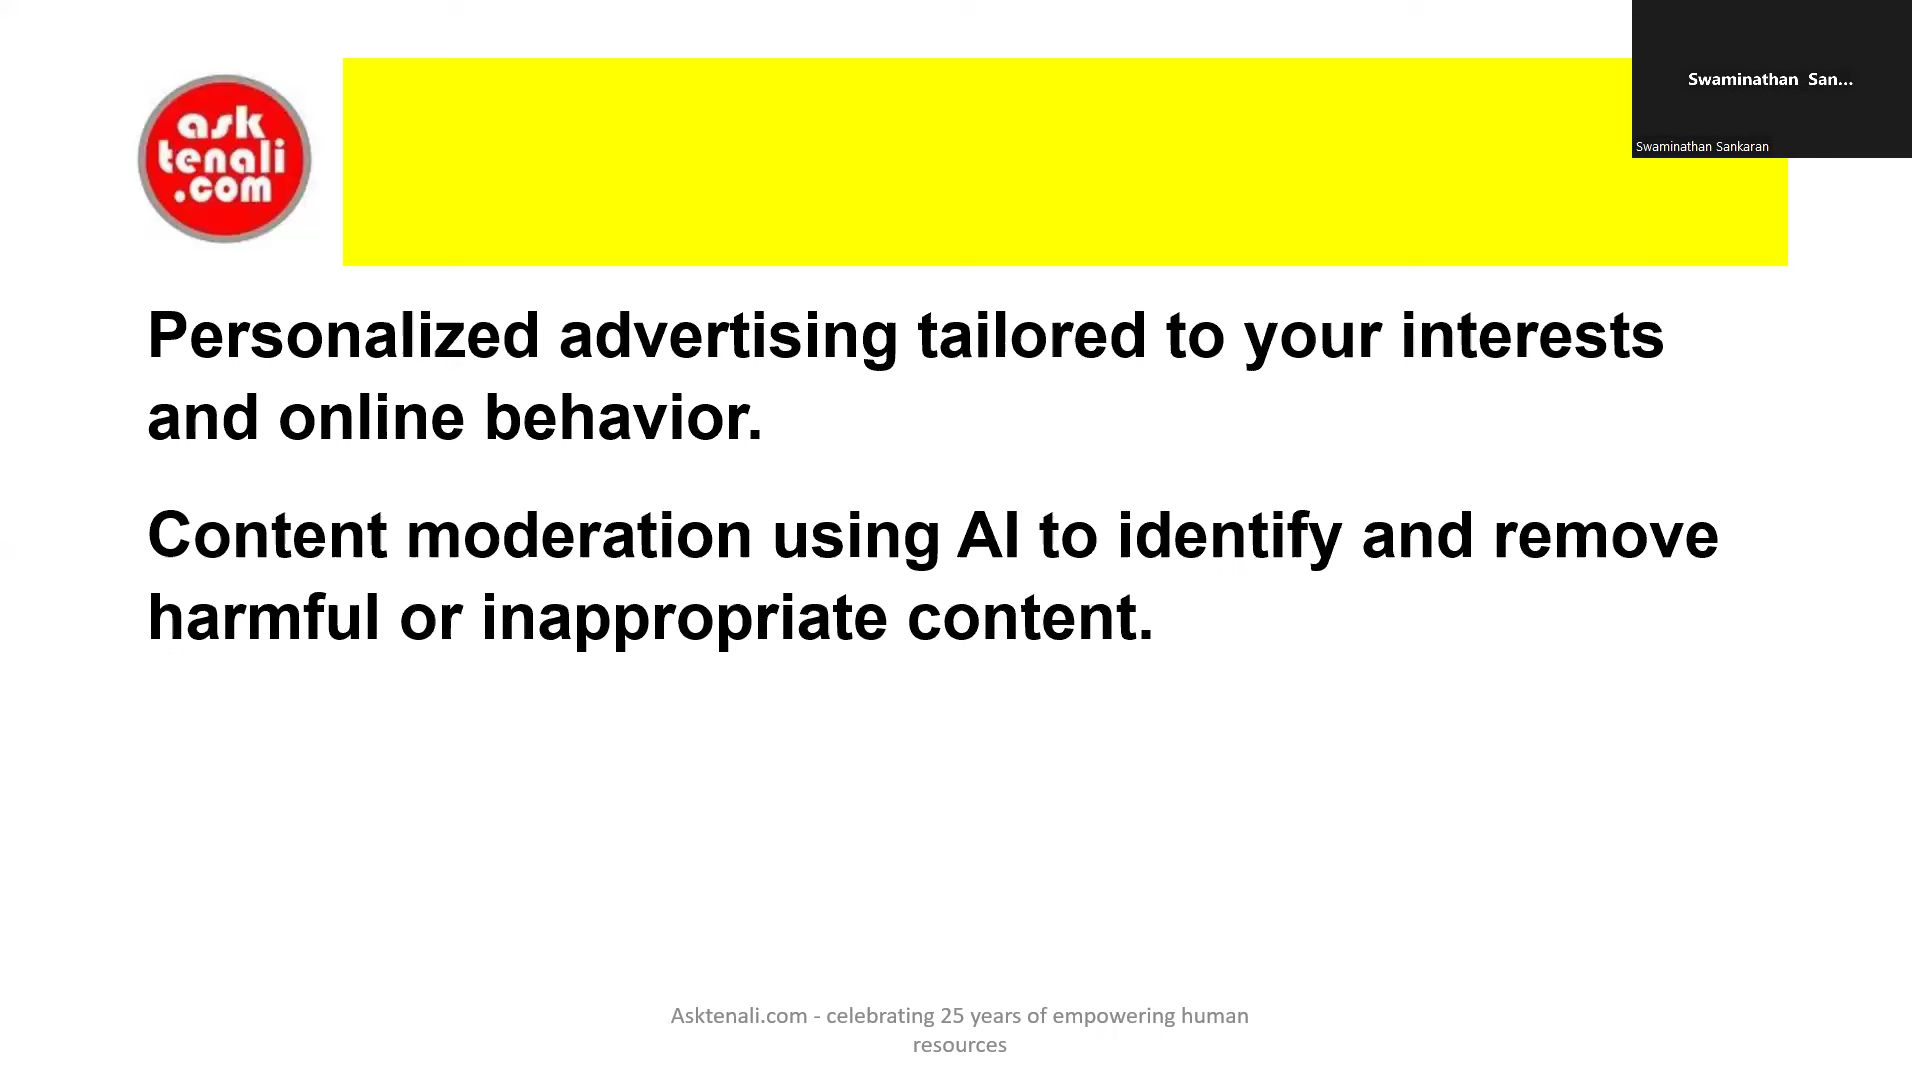 ask
tenali
.com
Swaminathan San...
Swaminathan Sankaran
Personalized advertising tailored to your interests
and online behavior.
Content moderation using AI to identify and remove
harmful or inappropriate content.
Asktenali.com - celebrating 25 years of empowering human
resources